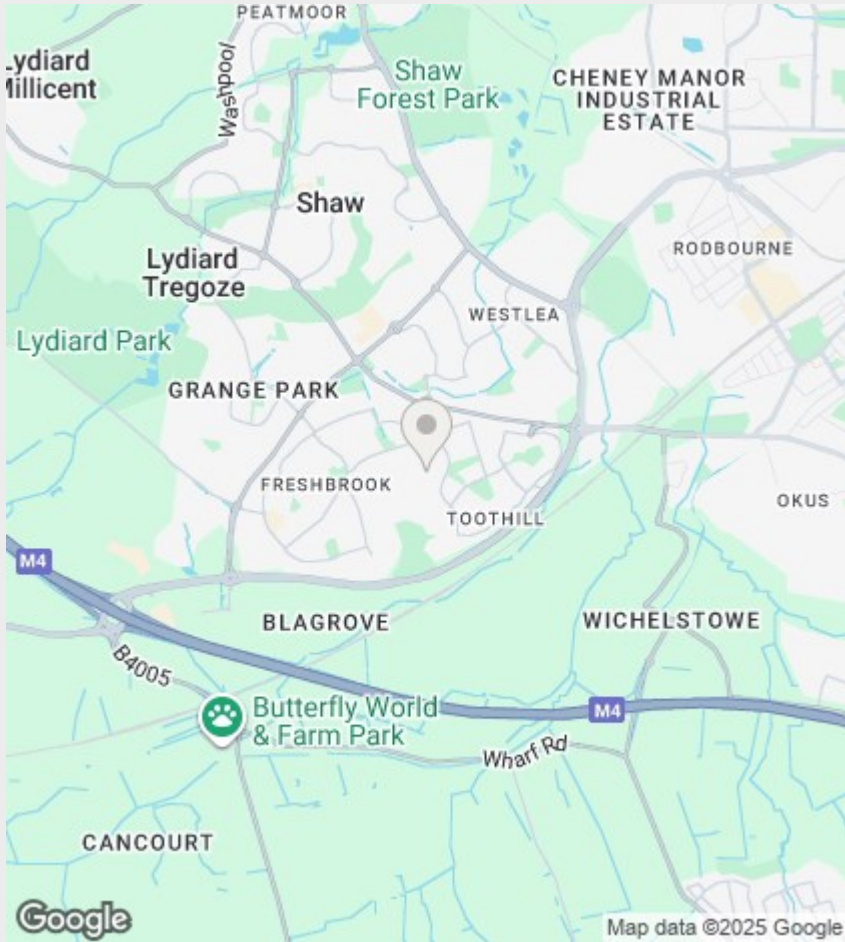 PEATMOOR
Lydiard
Millicent
Washpool
Shaw
Forest Park
CHENEY MANOR
INDUSTRIAL
ESTATE
Shaw
RODBOURNE
Lydiard
Tregoze
WESTLEA
Lydiard Park
GRANGE PARK
FRESHBROOK
OKUS
TOOTHILL
M4
BLAGROVE
WICHELSTOWE
B4005
Butterfly World
& Farm Park
M4
Wharf Rd
CANCOURT
Google
Map data ©2025 Google